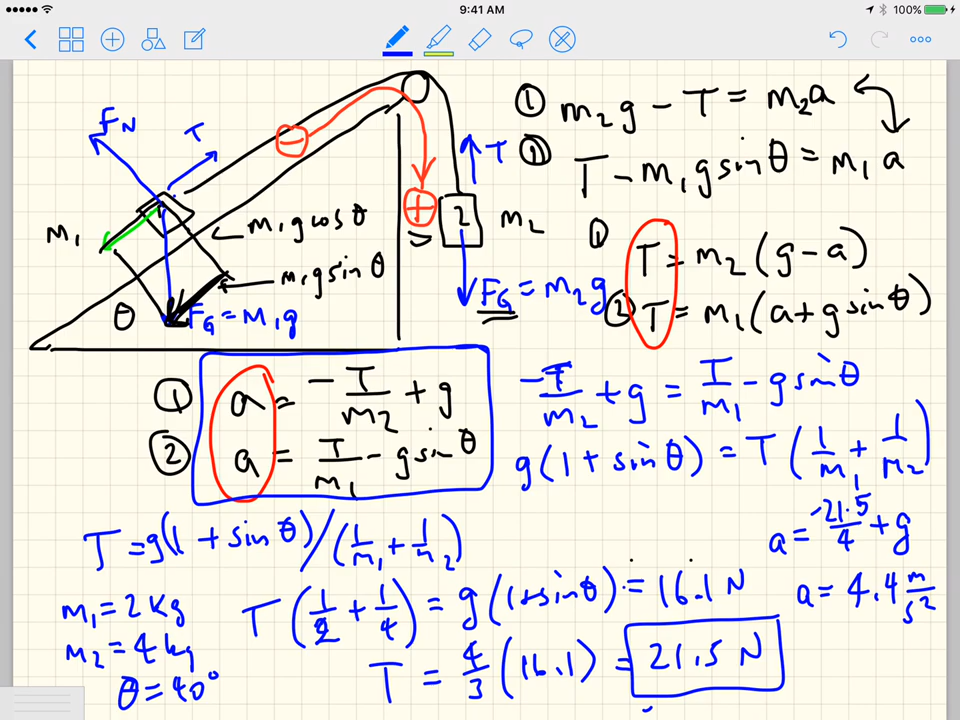 9:41 AM
100%
F_N
T
m₁
m₁g cos θ
m₁g sin θ
θ
F_G = m₁g
T
2
m₂
F_G = m₂g
① m₂g - T = m₂a
② T - m₁g sin θ = m₁a
① T = m₂(g - a)
② T = m₁(a + g sin θ)
① a = -T/m₂ + g
② a = T/m₁ - g sin θ
-T/m₂ + g = T/m₁ - g sin θ
g(1 + sin θ) = T(1/m₁ + 1/m₂)
T = g(1 + sin θ)/(1/m₁ + 1/m₂)
a = -21.5/4 + g
a = 4.4 m/s²
m₁ = 2 Kg
m₂ = 4 kg
θ = 40°
T(1/2 + 1/4) = g(1 + sin θ) = 16.1 N
T = 4/3 (16.1) = 21.5 N